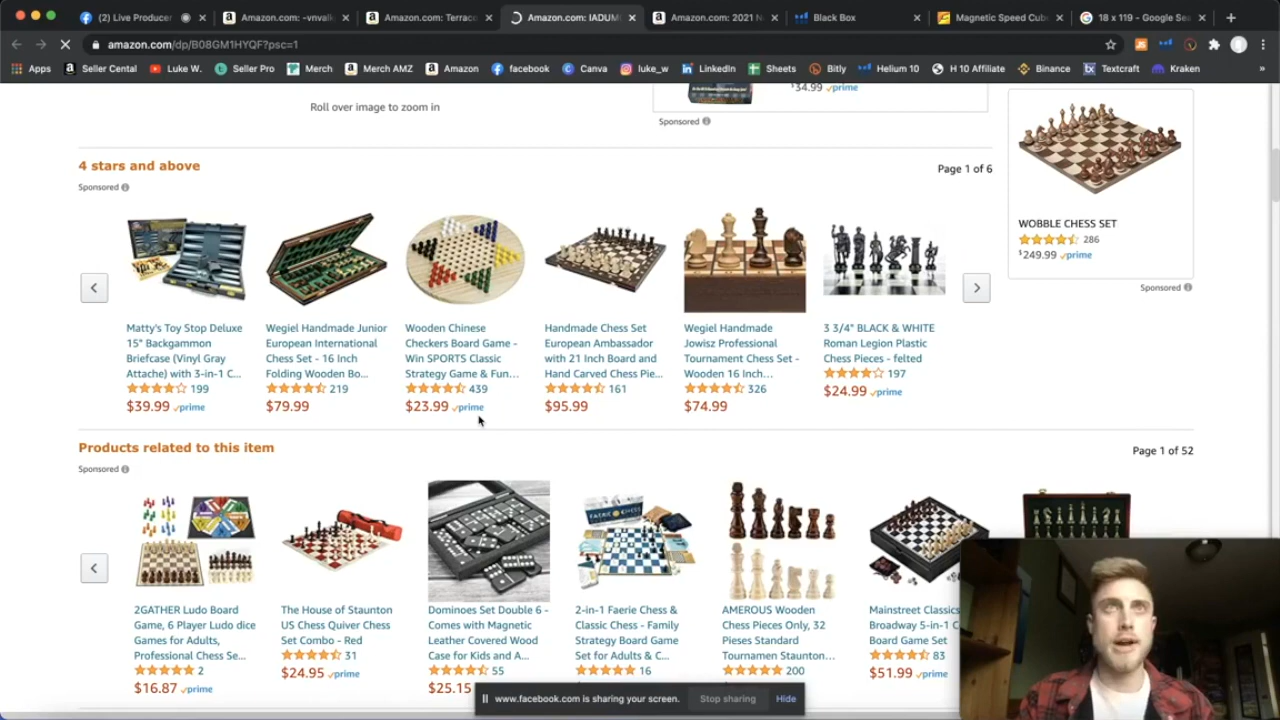 (2) Live Producer
Amazon.com: -vnvall
Amazon.com: Terracu
Amazon.com: IADUMI
Amazon.com: 2021 N
Black Box
Magnetic Speed Cub
18 x 119 - Google Sea
amazon.com/dp/B08GM1HYQF?psc=1
Apps
Seller Cental
Luke W.
Seller Pro
Merch
Merch AMZ
Amazon
facebook
Canva
luke_w
LinkedIn
Sheets
Bitly
Helium 10
H 10 Affiliate
Binance
Textcraft
Kraken
»
Roll over image to zoom in
$34.99 prime
Sponsored
4 stars and above
Page 1 of 6
Sponsored
Matty's Toy Stop Deluxe
15" Backgammon
Briefcase (Vinyl Gray
Attache) with 3-in-1 C...
199
$39.99 prime
Wegiel Handmade Junior
European International
Chess Set - 16 Inch
Folding Wooden Bo...
219
$79.99
Wooden Chinese
Checkers Board Game -
Win SPORTS Classic
Strategy Game & Fun...
439
$23.99 prime
Handmade Chess Set
European Ambassador
with 21 Inch Board and
Hand Carved Chess Pie...
161
$95.99
Wegiel Handmade
Jowisz Professional
Tournament Chess Set -
Wooden 16 Inch...
326
$74.99
3 3/4" BLACK & WHITE
Roman Legion Plastic
Chess Pieces - felted
197
$24.99 prime
WOBBLE CHESS SET
286
$249.99 prime
Sponsored
Products related to this item
Page 1 of 52
Sponsored
2GATHER Ludo Board
Game, 6 Player Ludo dice
Games for Adults,
Professional Chess Se...
2
$16.87 prime
The House of Staunton
US Chess Quiver Chess
Set Combo - Red
31
$24.95 prime
Dominoes Set Double 6 -
Comes with Magnetic
Leather Covered Wood
Case for Kids and A...
55
$25.15
2-in-1 Faerie Chess &
Classic Chess - Family
Strategy Board Game
Set for Adults & C...
16
AMEROUS Wooden
Chess Pieces Only, 32
Pieses Standard
Tournamen Staunton...
200
Mainstreet Classics
Broadway 5-in-1 C
Board Game Set
83
$51.99 prime
www.facebook.com is sharing your screen.
Stop sharing
Hide